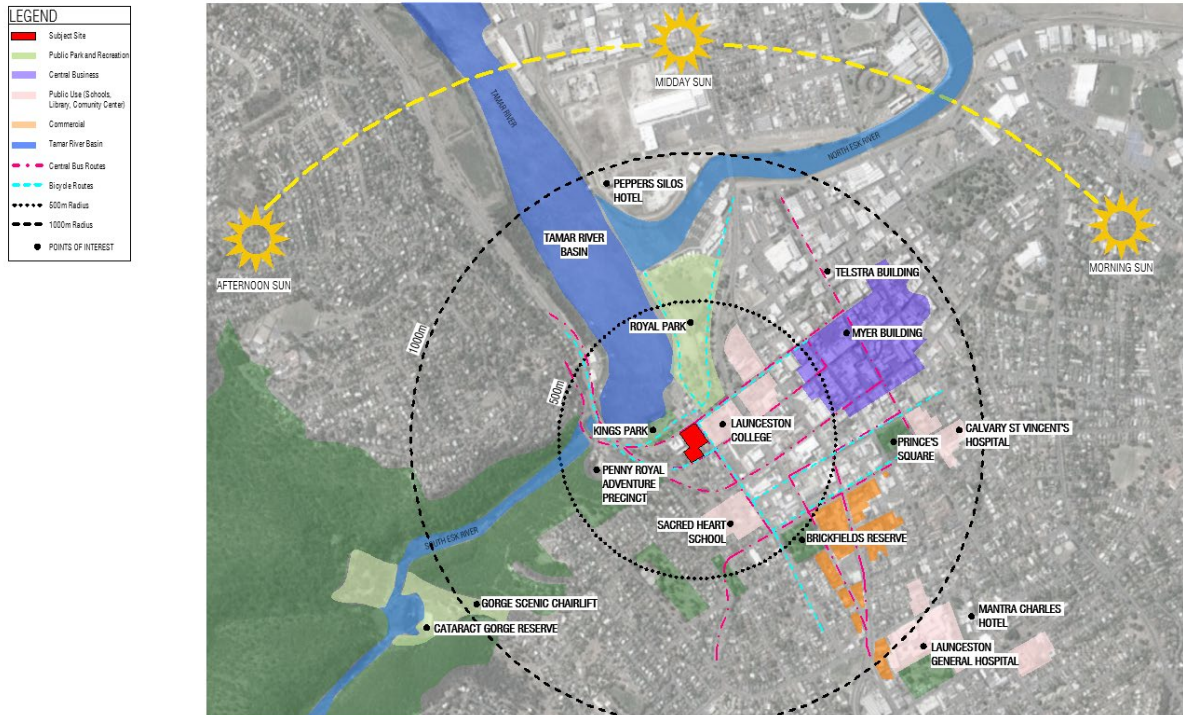 LEGEND
Subject Site
Public Park and Recreation
Central Business
Public Use (Schools,
Library, Comunity Center)
Commercial
Tamar River Basin
Central Bus Routes
Bicycle Routes
500m Radius
1000m Radius
POINTS OF INTEREST
MIDDAY SUN
AFTERNOON SUN
MORNING SUN
TAMAR RIVER
NORTH ESK RIVER
PEPPERS SILOS
HOTEL
TAMAR RIVER
BASIN
TELSTRA BUILDING
ROYAL PARK
MYER BUILDING
1000m
500m
KINGS PARK
LAUNCESTON
COLLEGE
PRINCE'S
SQUARE
CALVARY ST VINCENT'S
HOSPITAL
PENNY ROYAL
ADVENTURE
PRECINCT
SACRED HEART
SCHOOL
BRICKFIELDS RESERVE
SOUTH ESK RIVER
GORGE SCENIC CHAIRLIFT
CATARACT GORGE RESERVE
MANTRA CHARLES
HOTEL
LAUNCESTON
GENERAL HOSPITAL